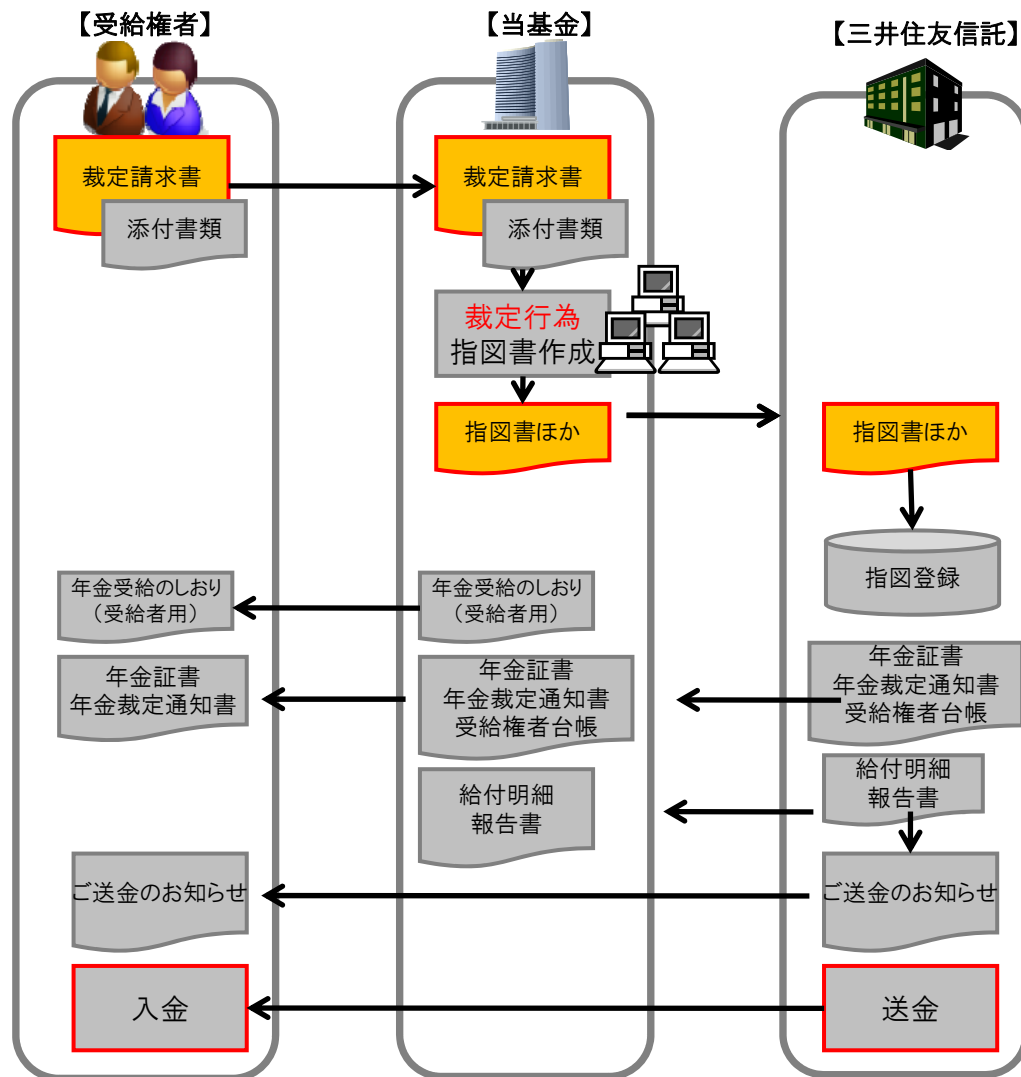 【受給権者】
【当基金】
【三井住友信託】
裁定請求書
添付書類
裁定請求書
添付書類
裁定行為
指図書作成
指図書ほか
指図書ほか
指図登録
年金受給のしおり
（受給者用）
年金受給のしおり
（受給者用）
年金証書
年金裁定通知書
年金証書
年金裁定通知書
受給権者台帳
年金証書
年金裁定通知書
受給権者台帳
給付明細
報告書
給付明細
報告書
ご送金のお知らせ
ご送金のお知らせ
入金
送金